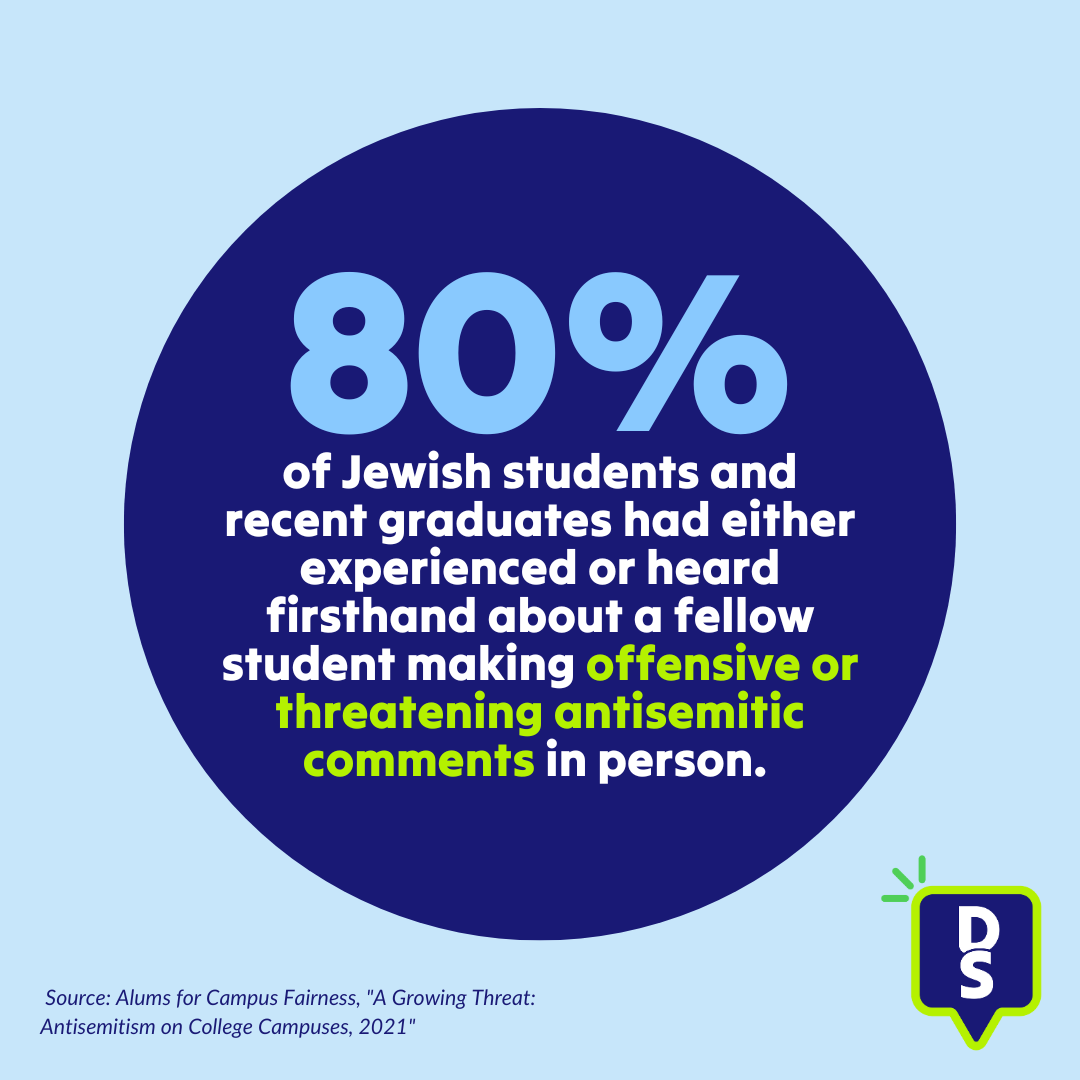 80%
of Jewish students and
recent graduates had either
experienced or heard
firsthand about a fellow
student making offensive or
threatening antisemitic
comments in person.
D
S
Source: Alums for Campus Fairness, "A Growing Threat:
Antisemitism on College Campuses, 2021"